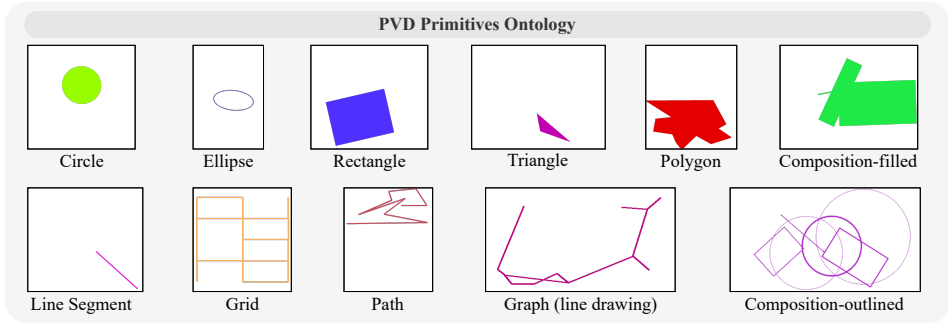 PVD Primitives Ontology
Circle
Ellipse
Rectangle
Triangle
Polygon
Composition-filled
Line Segment
Grid
Path
Graph (line drawing)
Composition-outlined